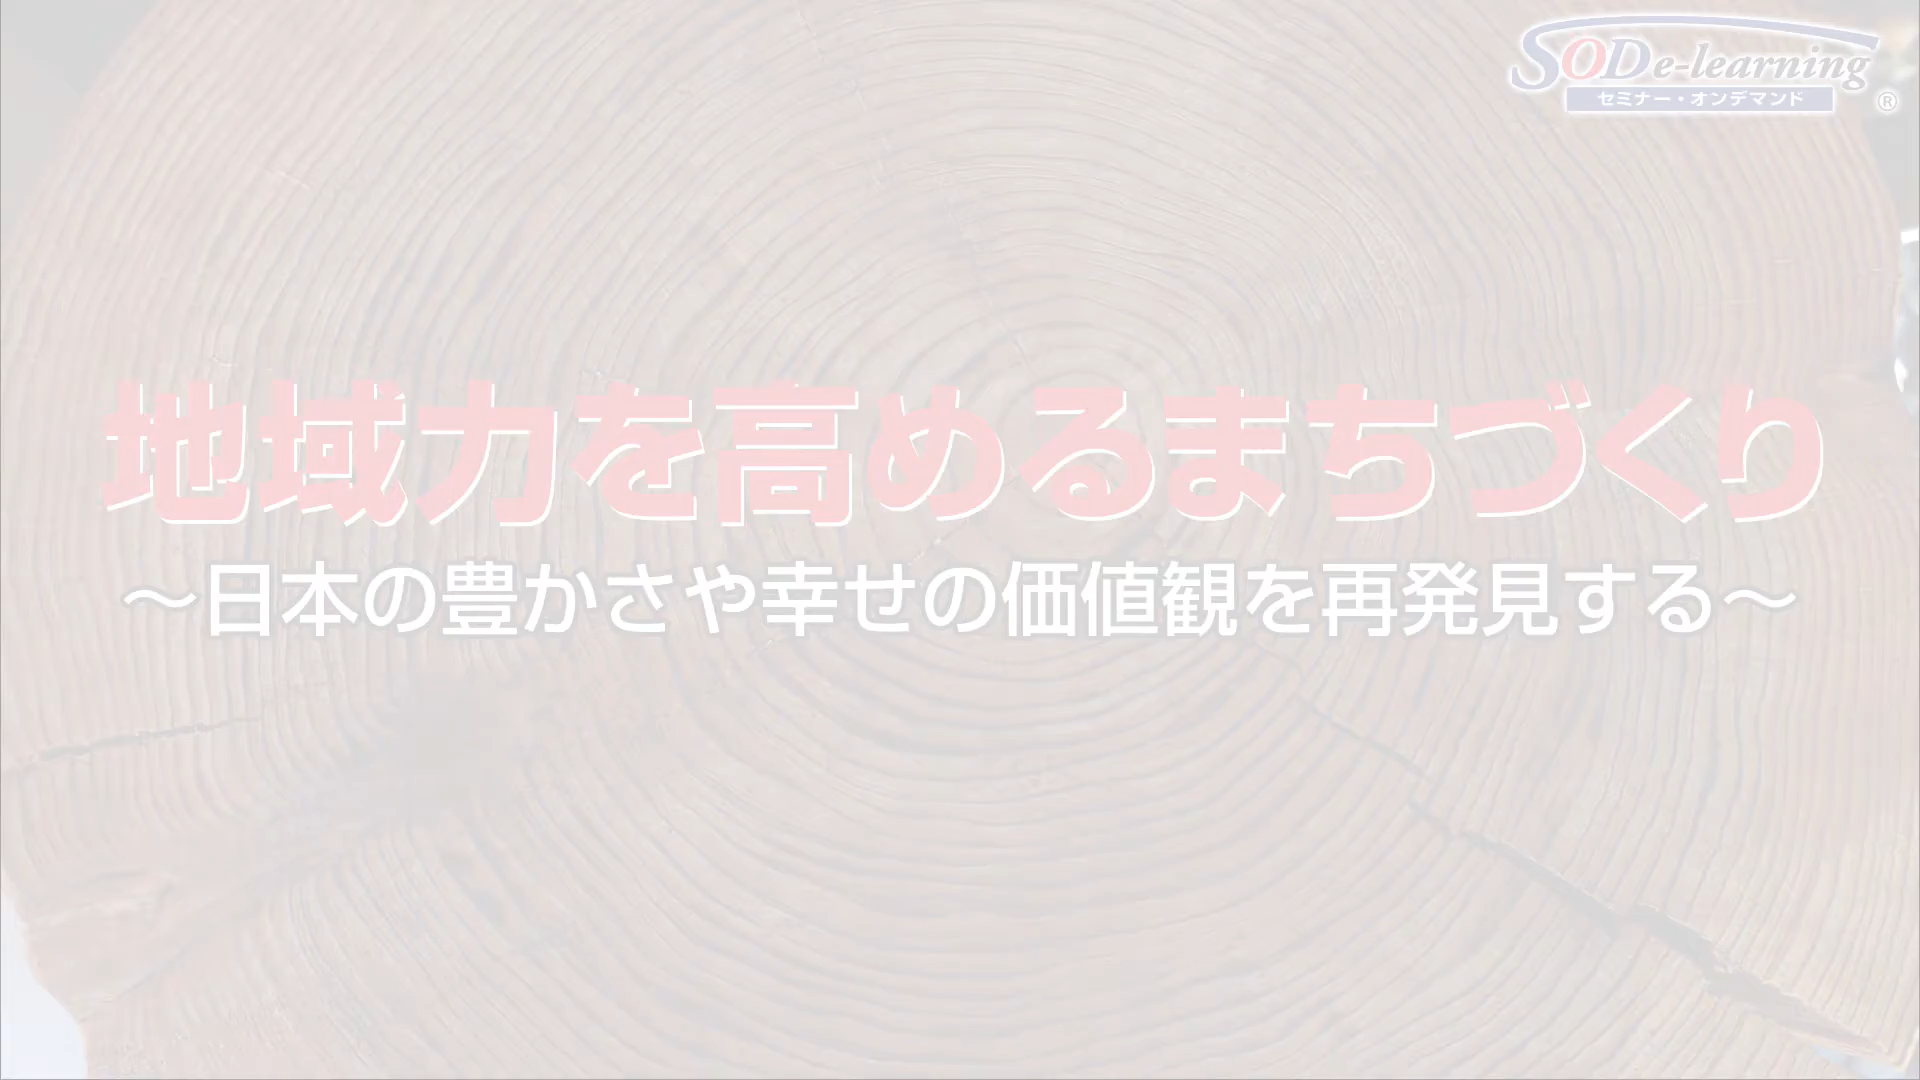 SOD e-learning
セミナー・オンデマンド ®
地域力を高めるまちづくり
～日本の豊かさや幸せの価値観を再発見する～